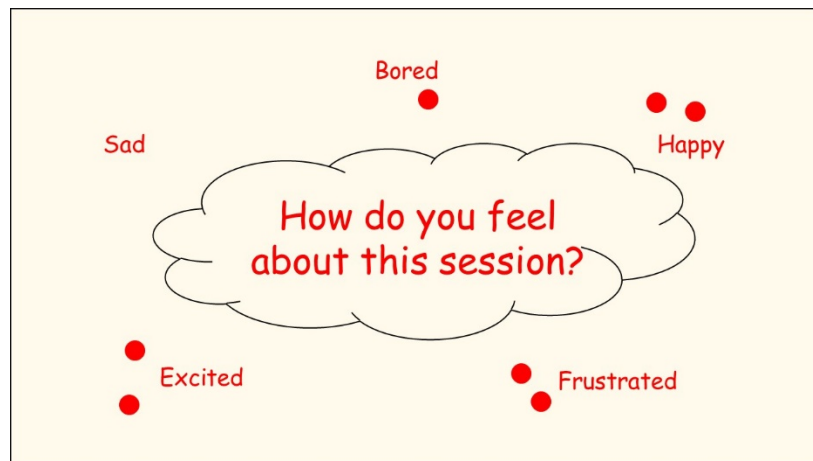 Bored
Sad
Happy
How do you feel
about this session?
Excited
Frustrated